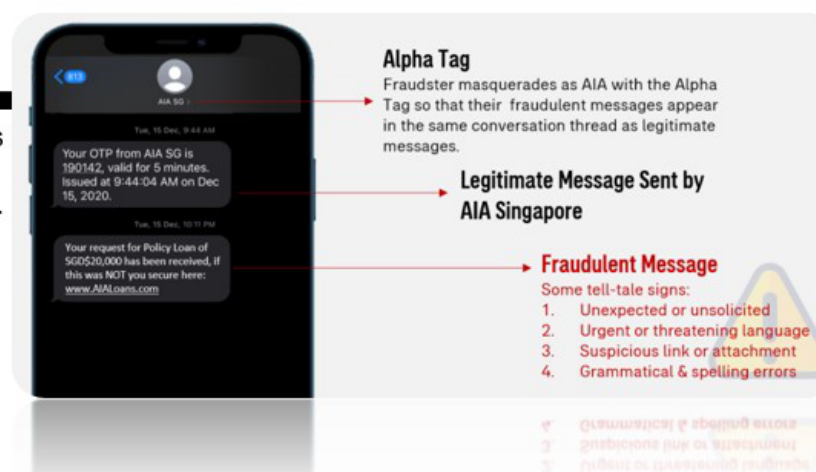 813
AIA SG >
Tue, 15 Dec, 9:44 AM
Your OTP from AIA SG is
190142, valid for 5 minutes.
Issued at 9:44:04 AM on Dec
15, 2020.
Tue, 15 Dec, 10:11 PM
Your request for Policy Loan of
SGD$20,000 has been received, if
this was NOT you secure here:
www.AIALoans.com
Alpha Tag
Fraudster masquerades as AIA with the Alpha
Tag so that their fraudulent messages appear
in the same conversation thread as legitimate
messages.
Legitimate Message Sent by
AIA Singapore
Fraudulent Message
Some tell-tale signs:
1. Unexpected or unsolicited
2. Urgent or threatening language
3. Suspicious link or attachment
4. Grammatical & spelling errors